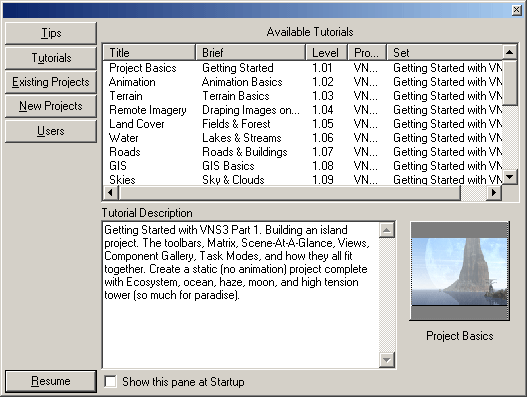 Tips
Tutorials
Existing Projects
New Projects
Users
Resume
Available Tutorials
Title Brief Level Pro... Set
Project Basics Getting Started 1.01 VN... Getting Started with VN
Animation Animation Basics 1.02 VN... Getting Started with VN
Terrain Terrain Basics 1.03 VN... Getting Started with VN
Remote Imagery Draping Images on... 1.04 VN... Getting Started with VN
Land Cover Fields & Forest 1.05 VN... Getting Started with VN
Water Lakes & Streams 1.06 VN... Getting Started with VN
Roads Roads & Buildings 1.07 VN... Getting Started with VN
GIS GIS Basics 1.08 VN... Getting Started with VN
Skies Sky & Clouds 1.09 VN... Getting Started with VN
Tutorial Description
Getting Started with VNS3 Part 1. Building an island
project. The toolbars, Matrix, Scene-At-A-Glance, Views,
Component Gallery, Task Modes, and how they all fit
together. Create a static (no animation) project complete
with Ecosystem, ocean, haze, moon, and high tension
tower (so much for paradise).
Project Basics
Show this pane at Startup